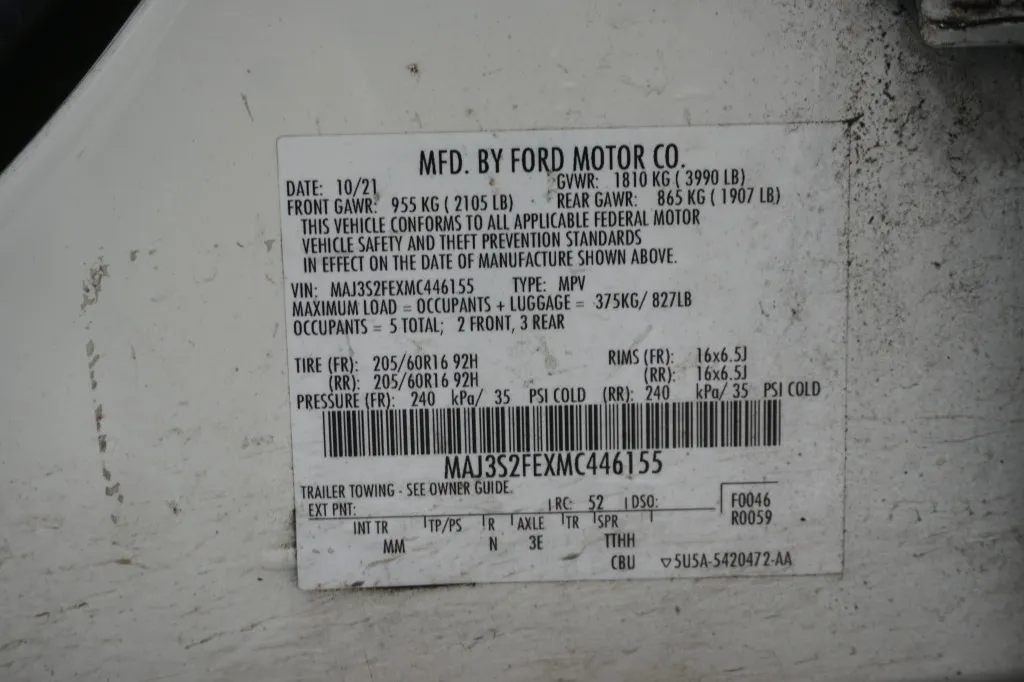 MFD. BY FORD MOTOR CO.
DATE: 10/21 GVWR: 1810 KG ( 3990 LB)
FRONT GAWR: 955 KG ( 2105 LB) REAR GAWR: 865 KG ( 1907 LB)
THIS VEHICLE CONFORMS TO ALL APPLICABLE FEDERAL MOTOR
VEHICLE SAFETY AND THEFT PREVENTION STANDARDS
IN EFFECT ON THE DATE OF MANUFACTURE SHOWN ABOVE.
VIN: MAJ3S2FEXMC446155 TYPE: MPV
MAXIMUM LOAD = OCCUPANTS + LUGGAGE = 375KG/ 827LB
OCCUPANTS = 5 TOTAL; 2 FRONT, 3 REAR
TIRE (FR): 205/60R16 92H RIMS (FR): 16x6.5J
(RR): 205/60R16 92H (RR): 16x6.5J
PRESSURE (FR): 240 kPa/ 35 PSI COLD (RR): 240 kPa/ 35 PSI COLD
MAJ3S2FEXMC446155
TRAILER TOWING - SEE OWNER GUIDE.
EXT PNT: RC: 52 DSO: F0046
INT TR TP/PS R AXLE TR SPR R0059
MM N 3E TTHH
CBU ▽5U5A-5420472-AA